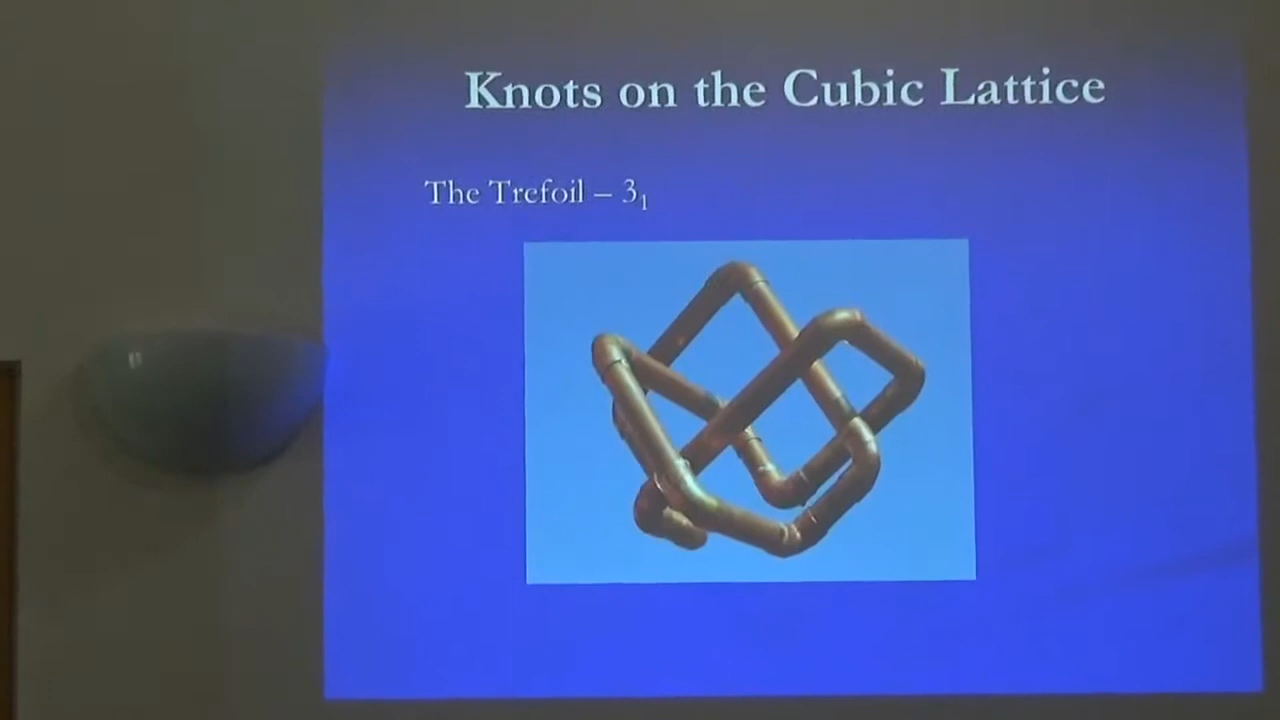 Knots on the Cubic Lattice
The Trefoil – 3₁